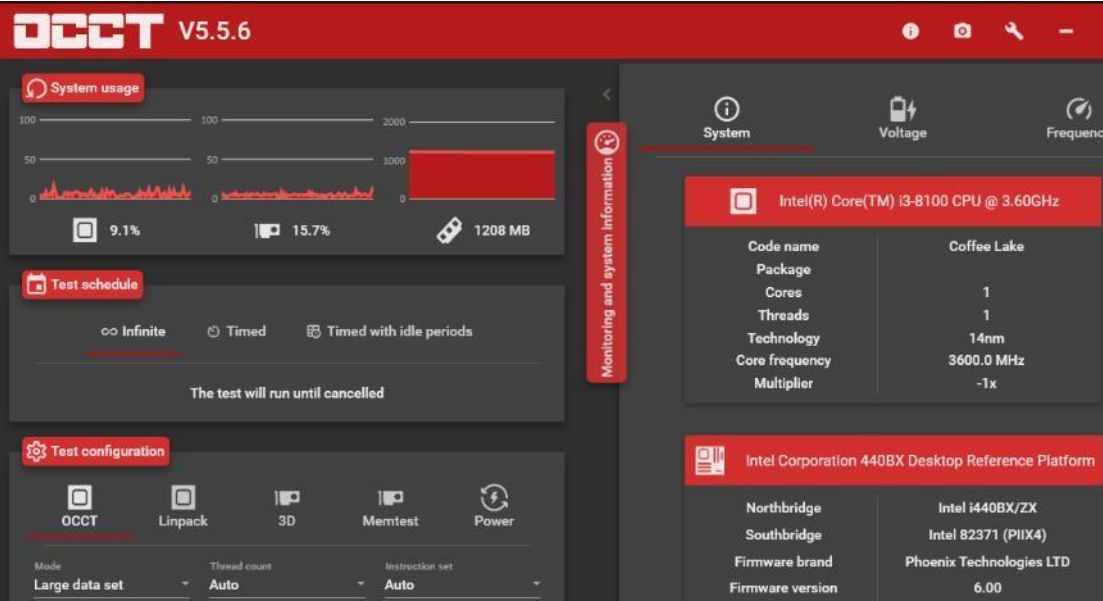 OCCT V5.5.6
System usage
100
50
0
100
50
0
2000
1000
0
9.1%
15.7%
1208 MB
Test schedule
Infinite
Timed
Timed with idle periods
The test will run until cancelled
Test configuration
OCCT
Linpack
3D
Memtest
Power
Mode
Large data set
Thread count
Auto
Instruction set
Auto
Monitoring and system information
System
Voltage
Frequenc
Intel(R) Core(TM) i3-8100 CPU @ 3.60GHz
Code name Coffee Lake
Package
Cores 1
Threads 1
Technology 14nm
Core frequency 3600.0 MHz
Multiplier -1x
Intel Corporation 440BX Desktop Reference Platform
Northbridge Intel i440BX/ZX
Southbridge Intel 82371 (PIIX4)
Firmware brand Phoenix Technologies LTD
Firmware version 6.00